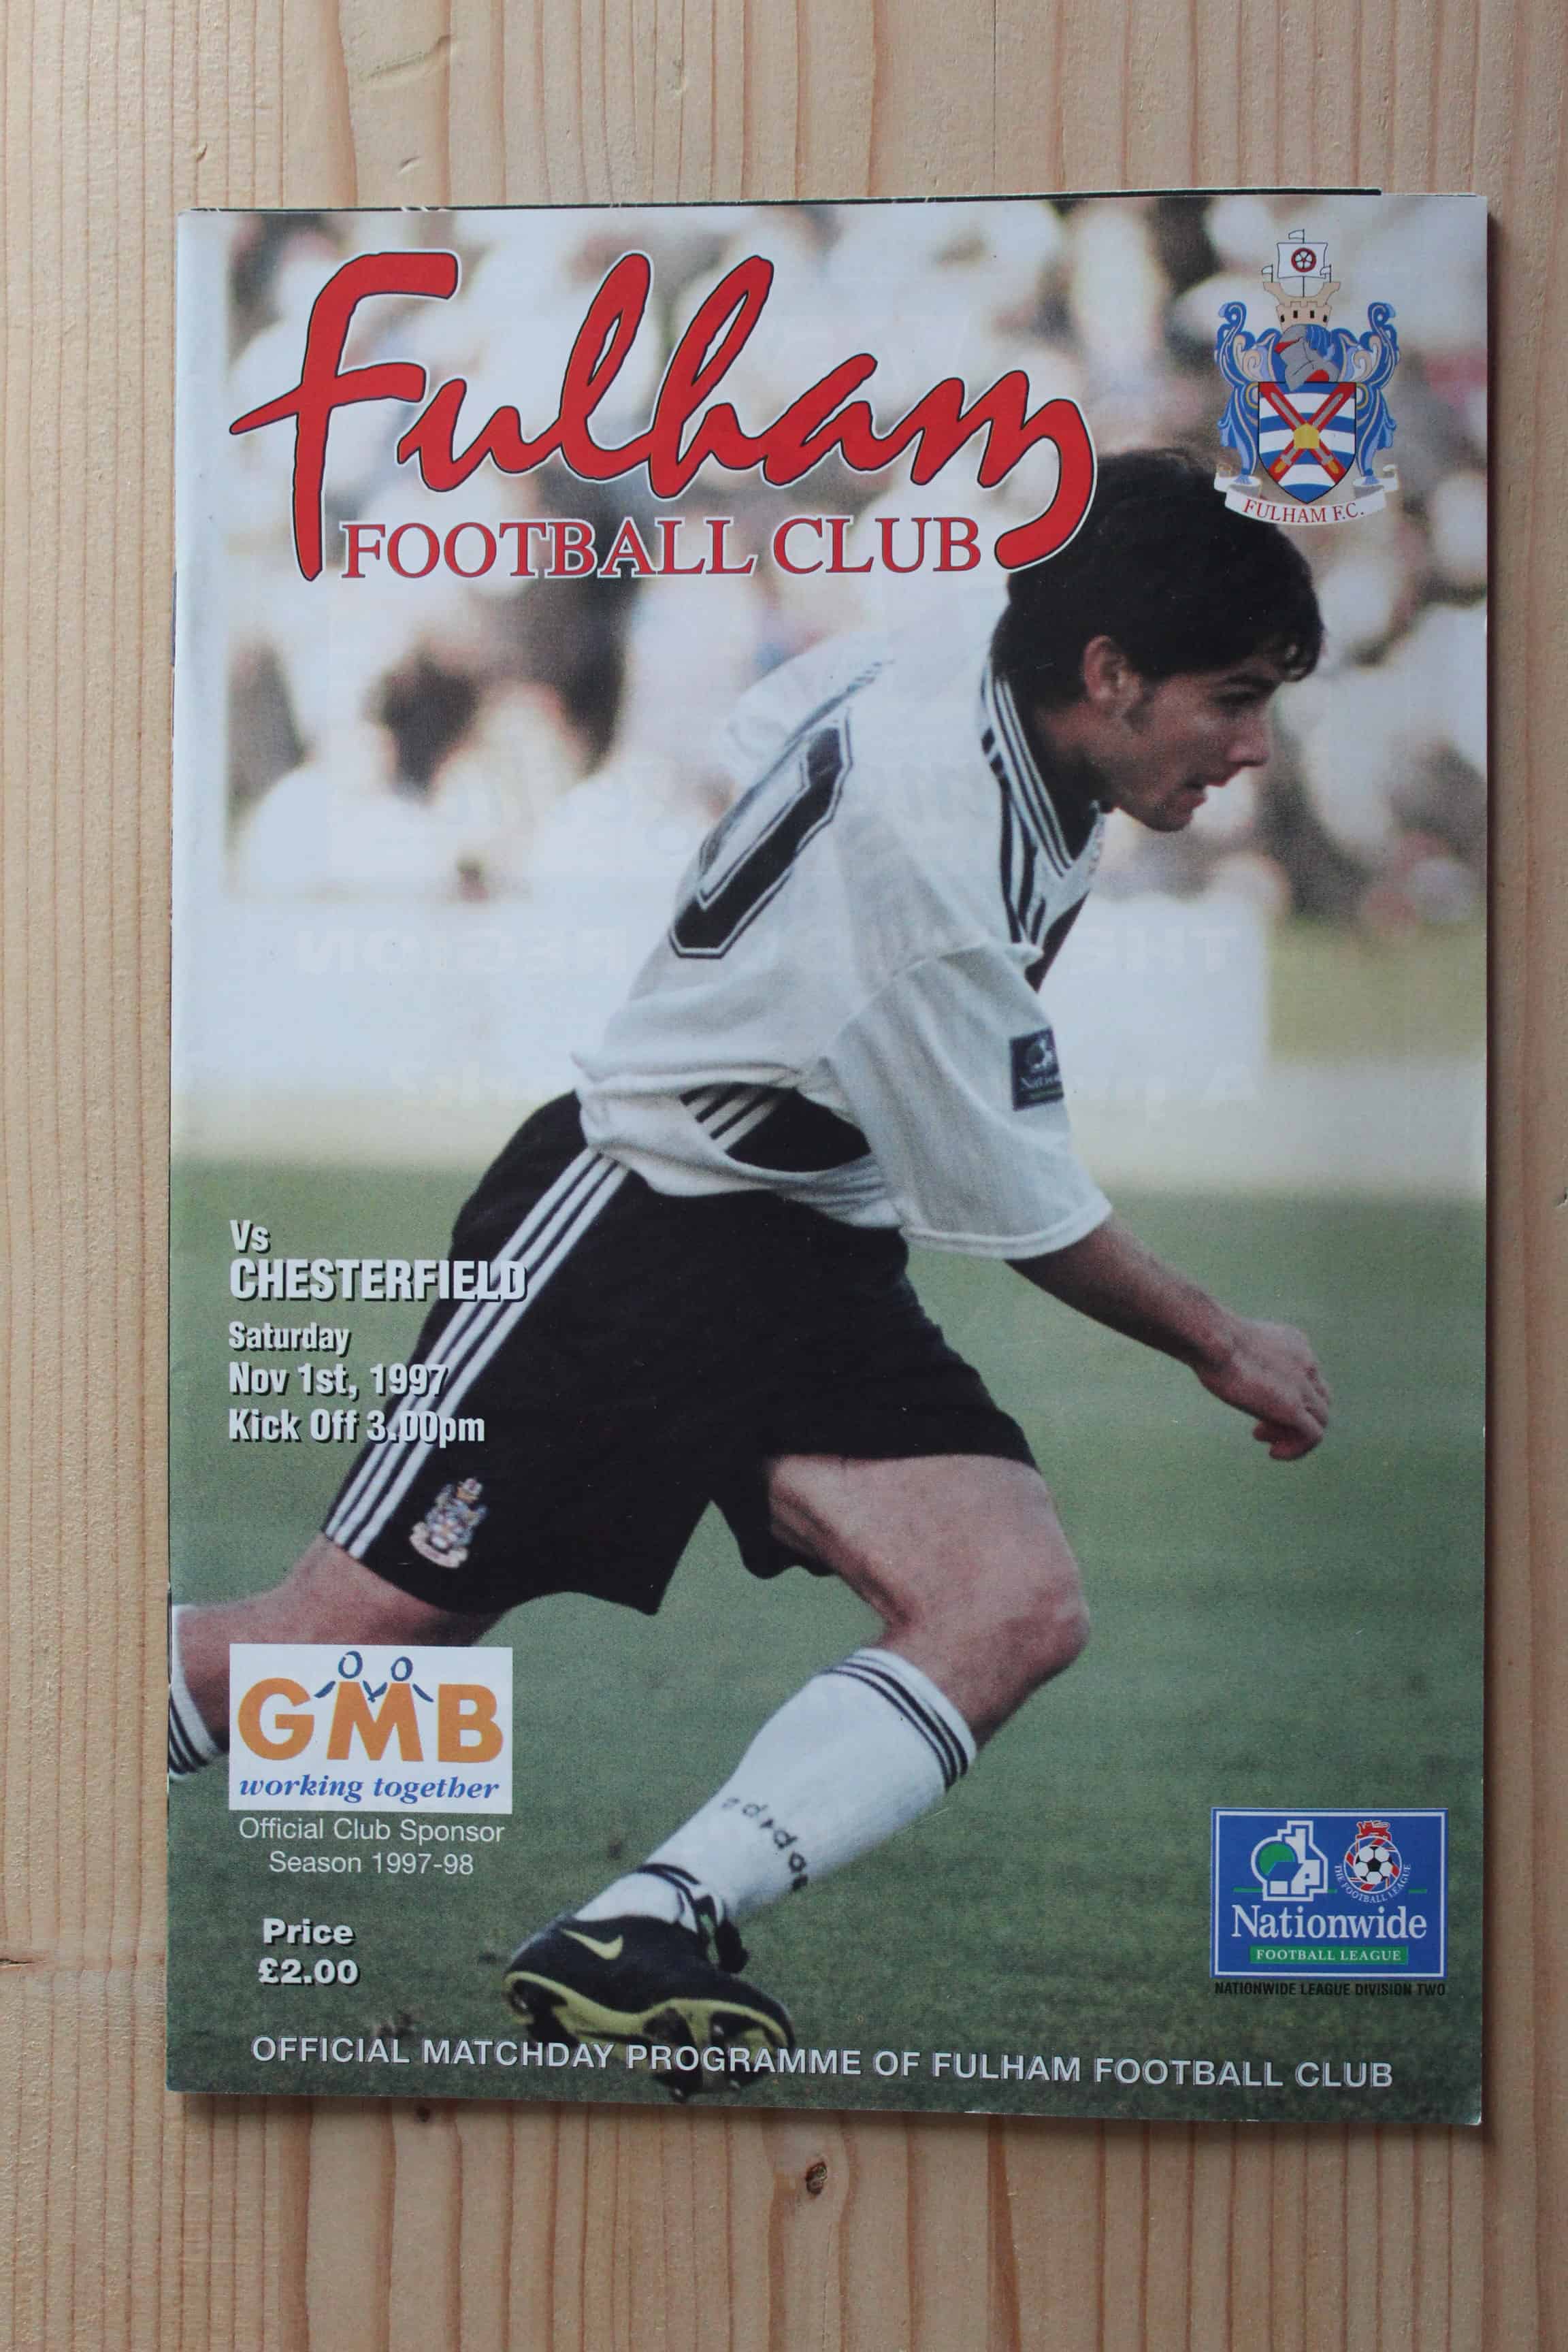 Fulham
FOOTBALL CLUB
FULHAM F.C.
0
Vs
CHESTERFIELD
Saturday
Nov 1st, 1997
Kick Off 3.00pm
GMB
working together
Official Club Sponsor
Season 1997-98
Price
£2.00
adidas
THE FOOTBALL LEAGUE
Nationwide
FOOTBALL LEAGUE
NATIONWIDE LEAGUE DIVISION TWO
OFFICIAL MATCHDAY PROGRAMME OF FULHAM FOOTBALL CLUB